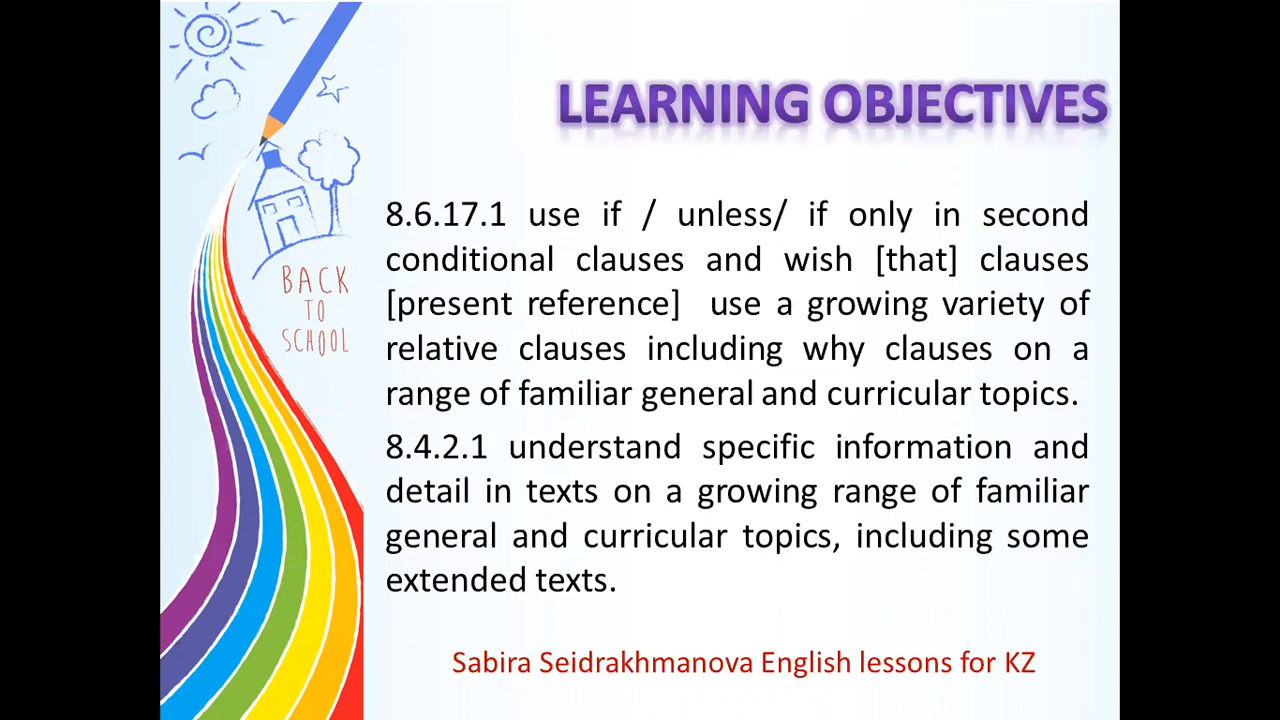 LEARNING OBJECTIVES
8.6.17.1 use if / unless/ if only in second
conditional clauses and wish [that] clauses
[present reference] use a growing variety of
relative clauses including why clauses on a
range of familiar general and curricular topics.
8.4.2.1 understand specific information and
detail in texts on a growing range of familiar
general and curricular topics, including some
extended texts.
BACK
TO
SCHOOL
Sabira Seidrakhmanova English lessons for KZ